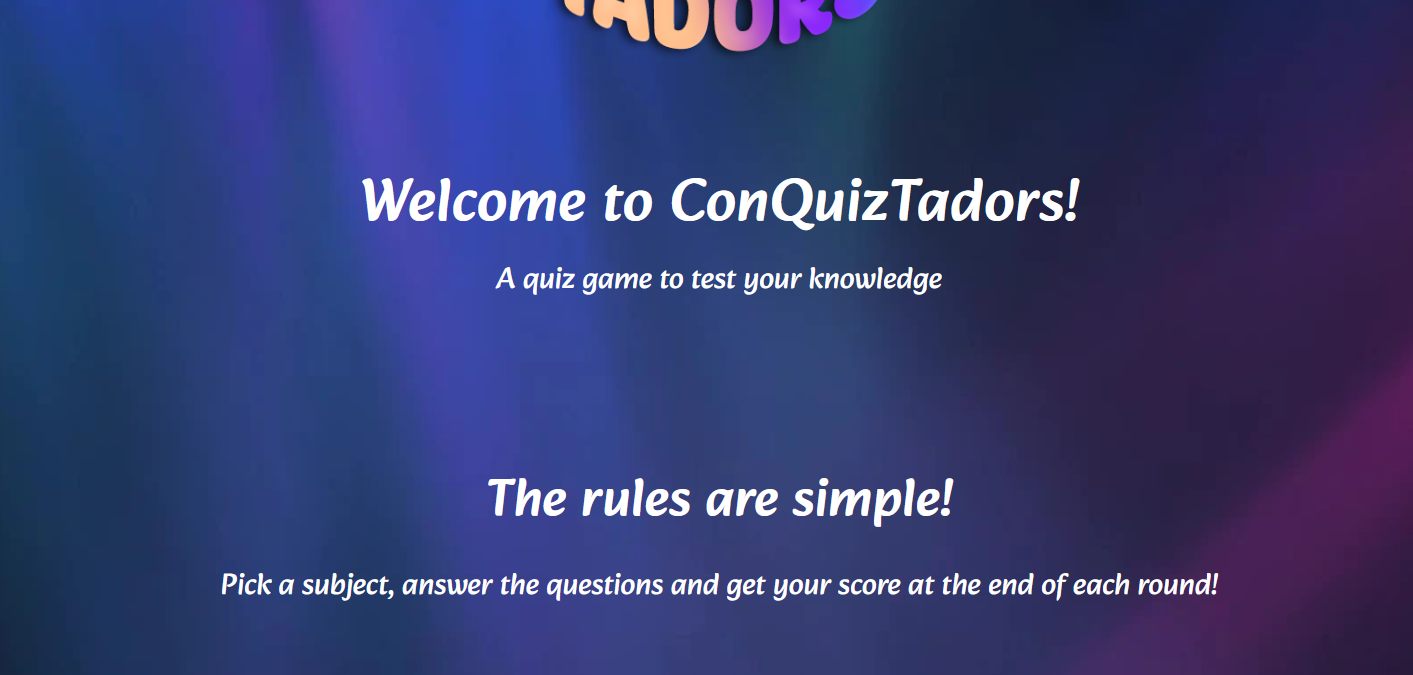 TADORS
Welcome to ConQuizTadors!
A quiz game to test your knowledge
The rules are simple!
Pick a subject, answer the questions and get your score at the end of each round!